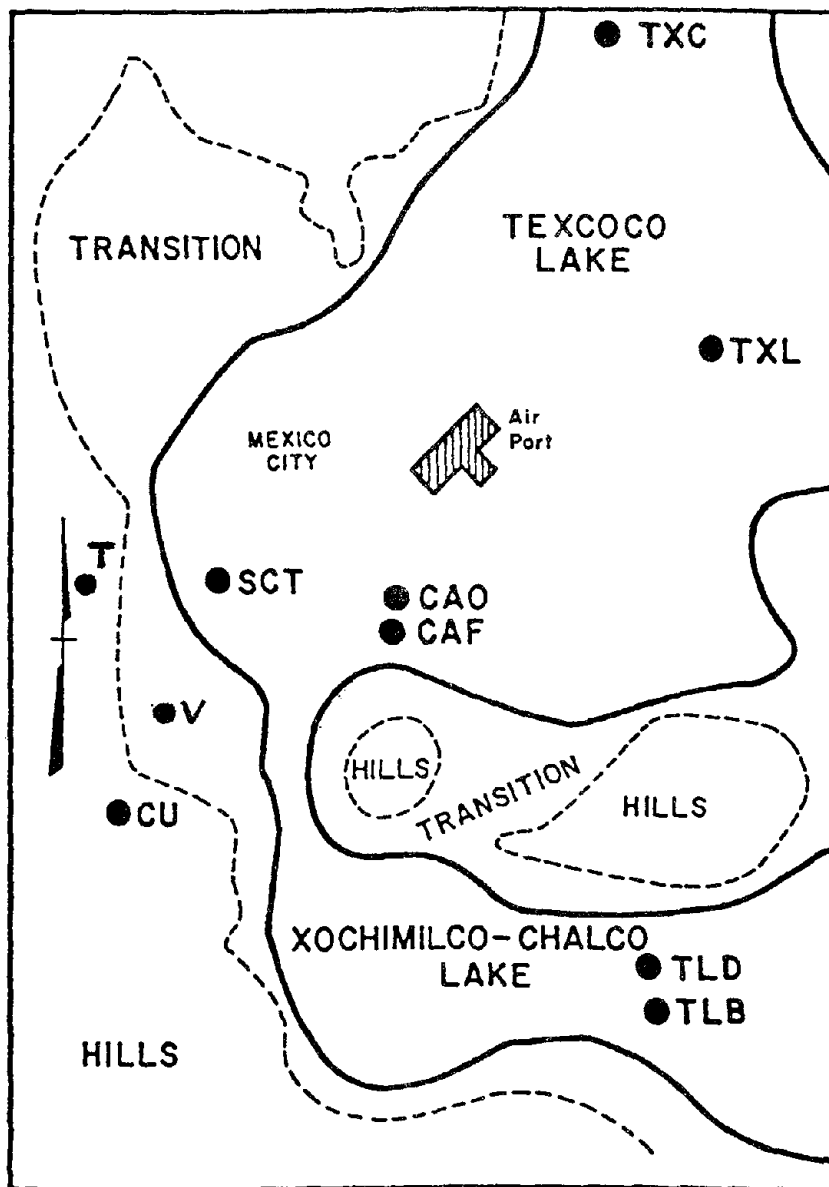 TXC
TRANSITION
TEXCOCO
LAKE
TXL
MEXICO
CITY
Air
Port
T
SCT
CAO
CAF
V
HILLS
TRANSITION
HILLS
CU
XOCHIMILCO-CHALCO
LAKE
TLD
TLB
HILLS